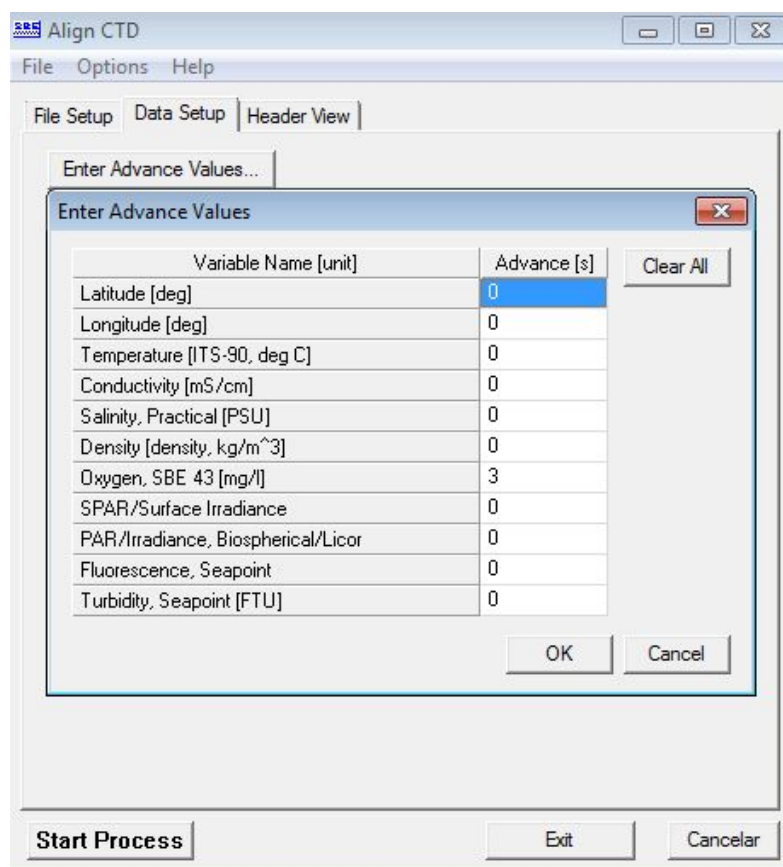 SBE Align CTD
File Options Help
File Setup Data Setup Header View
Enter Advance Values...
Enter Advance Values
Variable Name [unit] Advance [s] Clear All
Latitude [deg] 0
Longitude [deg] 0
Temperature [ITS-90, deg C] 0
Conductivity [mS/cm] 0
Salinity, Practical [PSU] 0
Density [density, kg/m^3] 0
Oxygen, SBE 43 [mg/l] 3
SPAR/Surface Irradiance 0
PAR/Irradiance, Biospherical/Licor 0
Fluorescence, Seapoint 0
Turbidity, Seapoint [FTU] 0
OK Cancel
Start Process Exit Cancelar